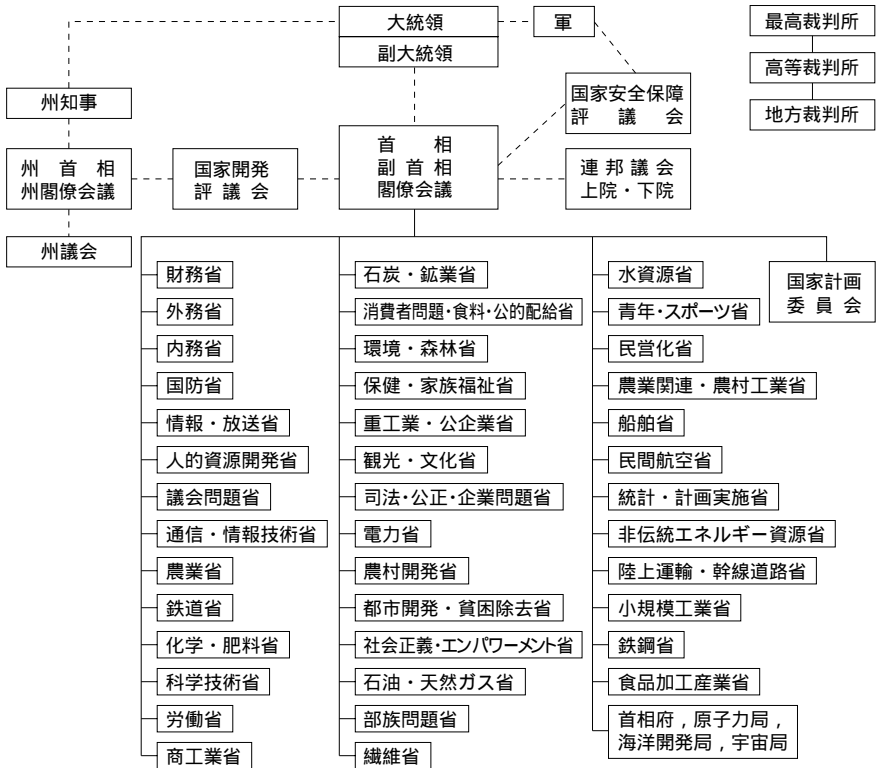 大統領
副大統領
軍
最高裁判所
高等裁判所
地方裁判所
州知事
国家安全保障
評議会
州首相
州閣僚会議
国家開発
評議会
首相
副首相
閣僚会議
連邦議会
上院・下院
州議会
財務省
外務省
内務省
国防省
情報・放送省
人的資源開発省
議会問題省
通信・情報技術省
農業省
鉄道省
化学・肥料省
科学技術省
労働省
商工業省
石炭・鉱業省
消費者問題・食料・公的配給省
環境・森林省
保健・家族福祉省
重工業・公企業省
観光・文化省
司法・公正・企業問題省
電力省
農村開発省
都市開発・貧困除去省
社会正義・エンパワーメント省
石油・天然ガス省
部族問題省
繊維省
水資源省
青年・スポーツ省
民営化省
農業関連・農村工業省
船舶省
民間航空省
統計・計画実施省
非伝統エネルギー資源省
陸上運輸・幹線道路省
小規模工業省
鉄鋼省
食品加工産業省
首相府，原子力局，
海洋開発局，宇宙局
国家計画
委員会